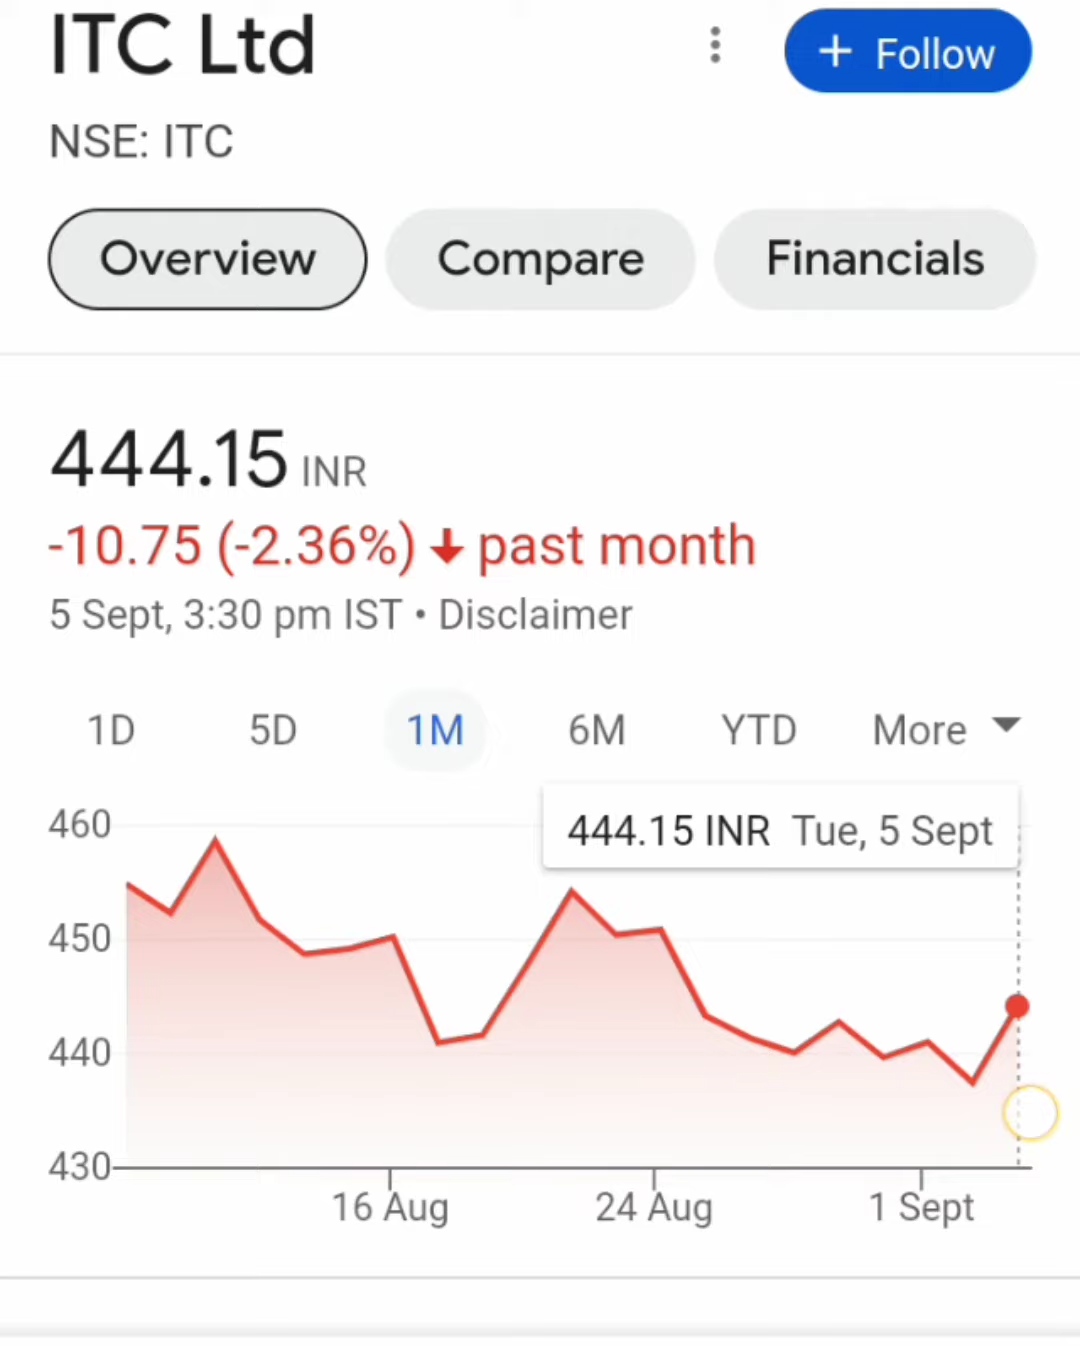 ITC Ltd
+ Follow
NSE: ITC
Overview Compare Financials
444.15 INR
-10.75 (-2.36%) ↓ past month
5 Sept, 3:30 pm IST • Disclaimer
1D 5D 1M 6M YTD More
444.15 INR Tue, 5 Sept
460
450
440
430
16 Aug 24 Aug 1 Sept